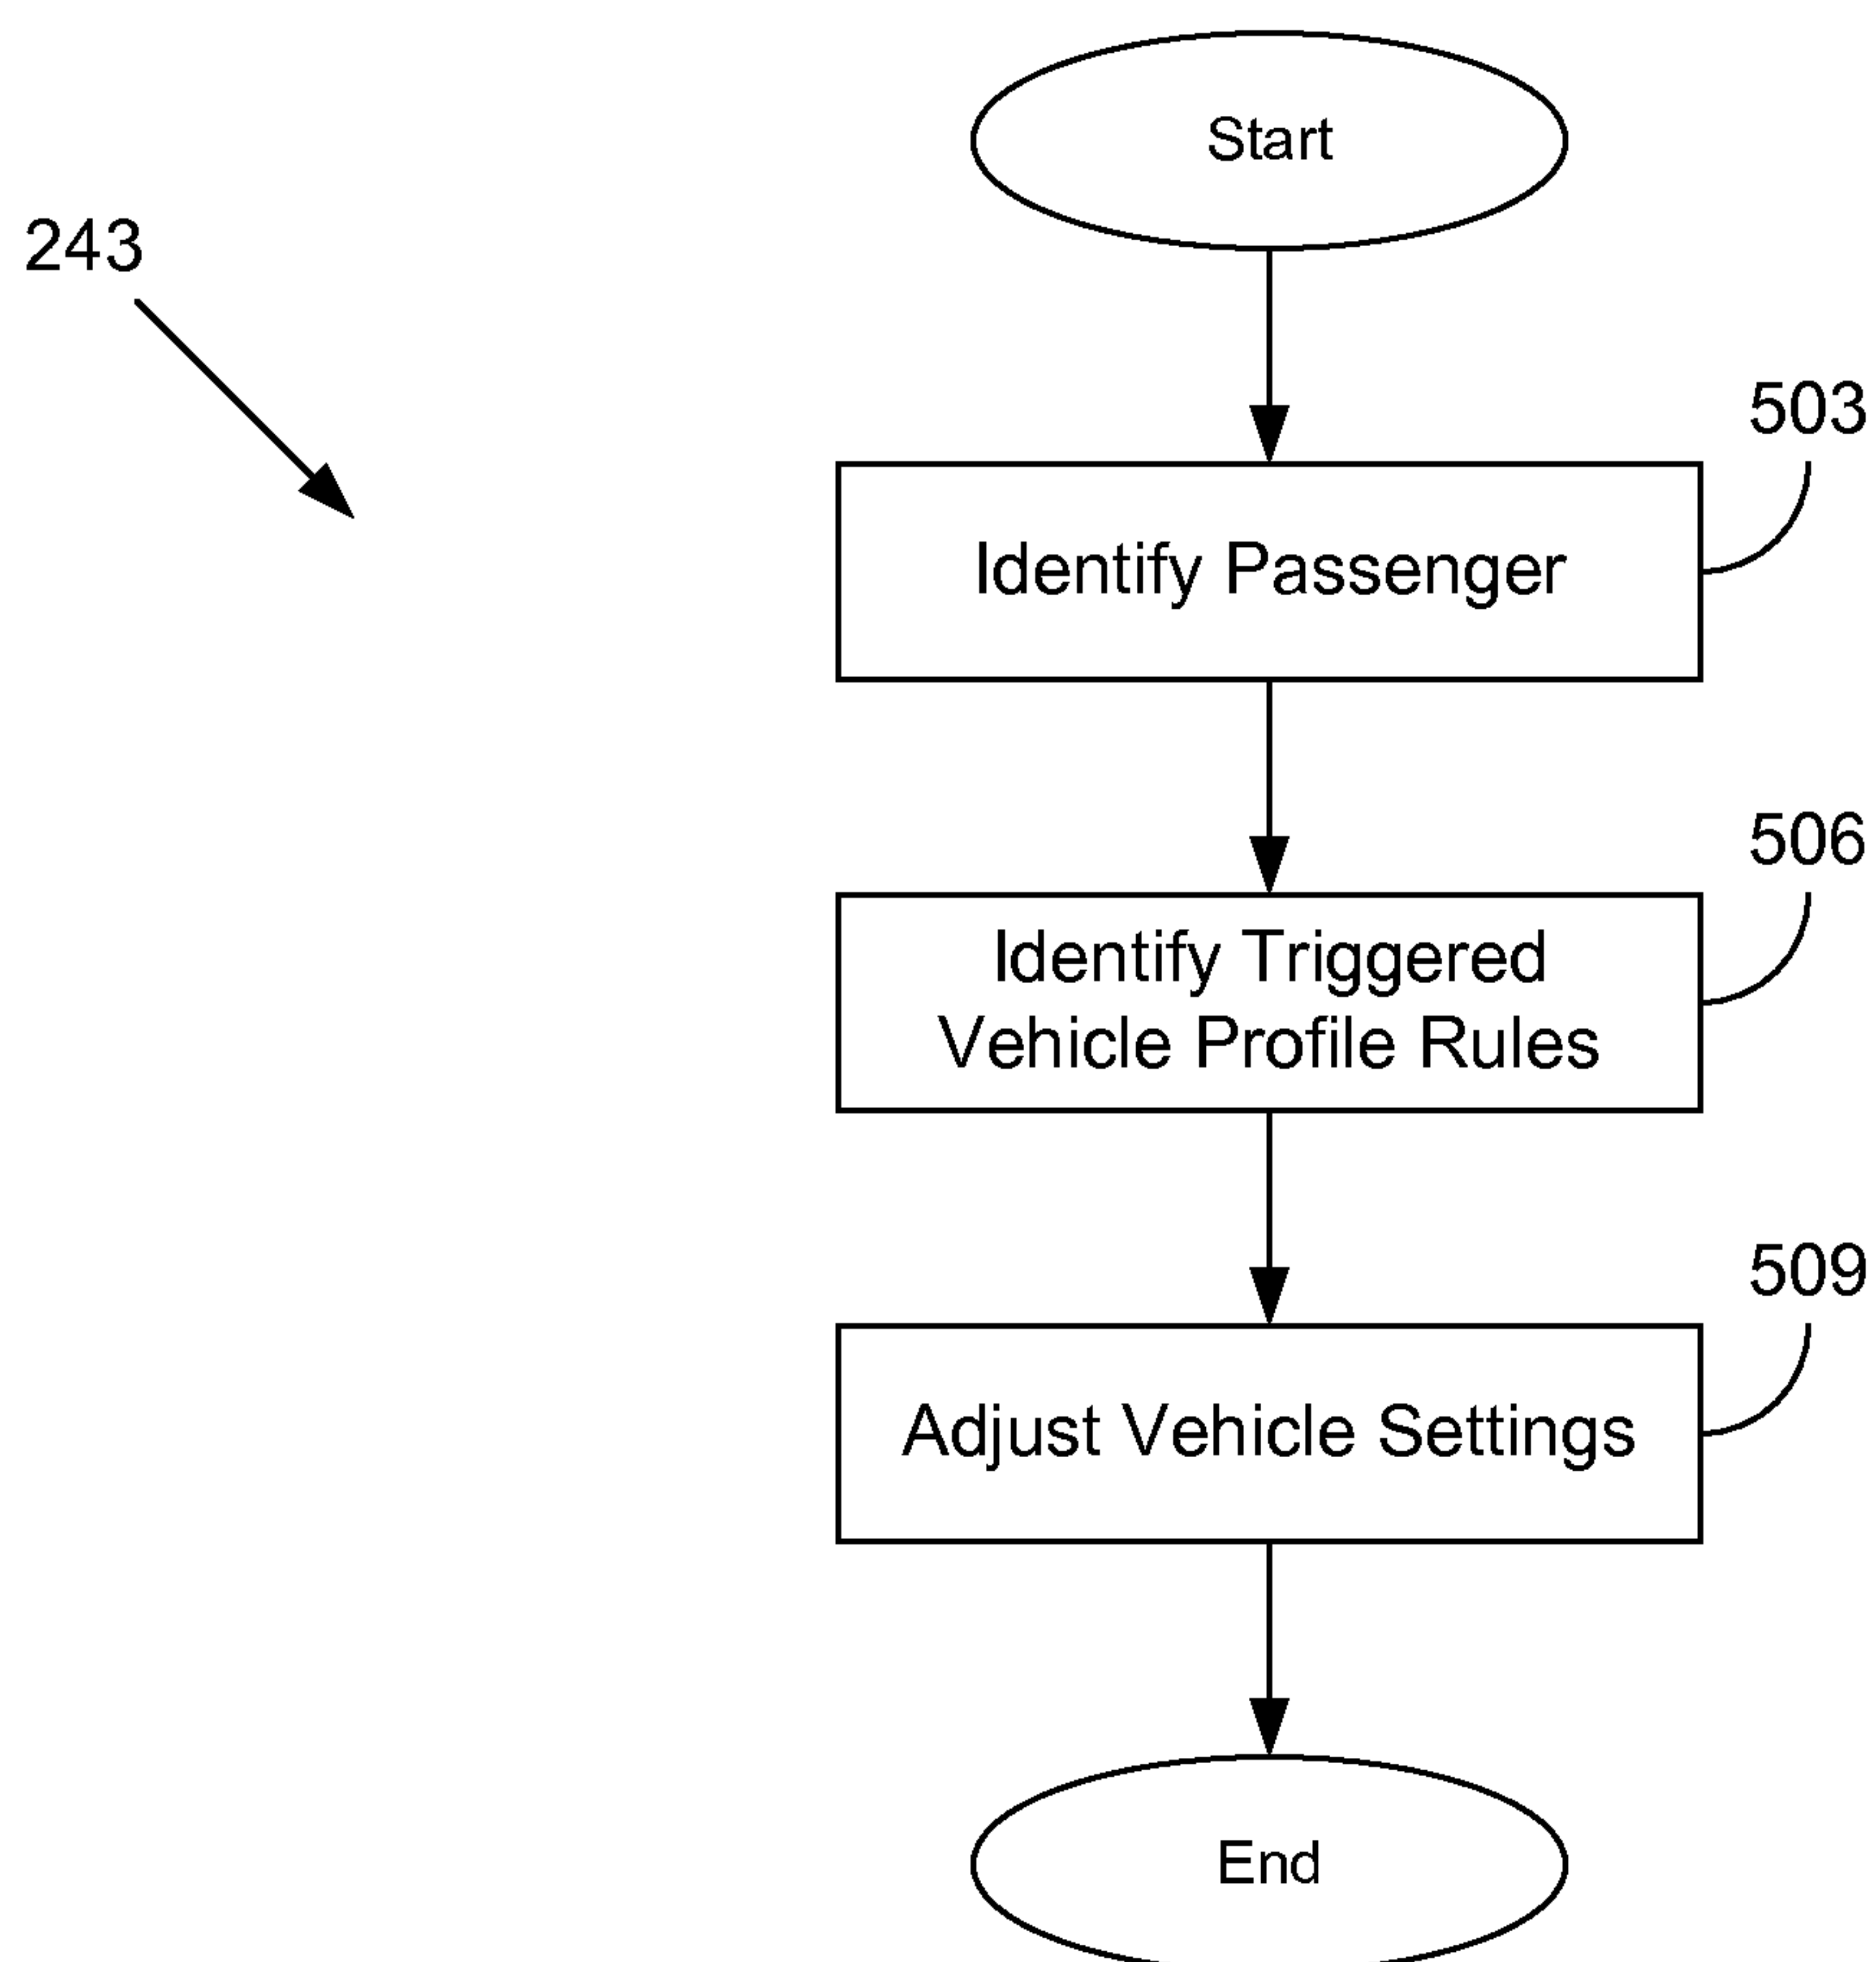 Start
243
503
Identify Passenger
506
Identify Triggered
Vehicle Profile Rules
509
Adjust Vehicle Settings
End